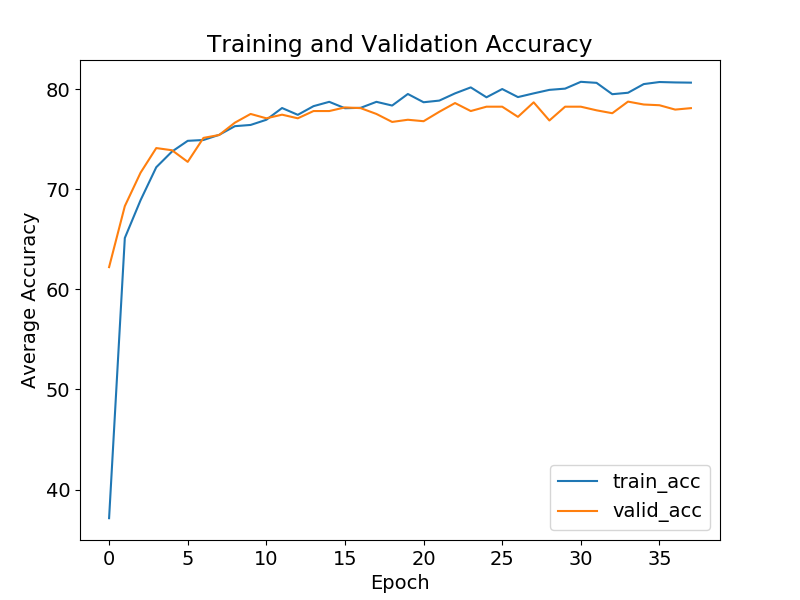 Training and Validation Accuracy
80
70
60
50
40
Average Accuracy
train_acc
valid_acc
0 5 10 15 20 25 30 35
Epoch